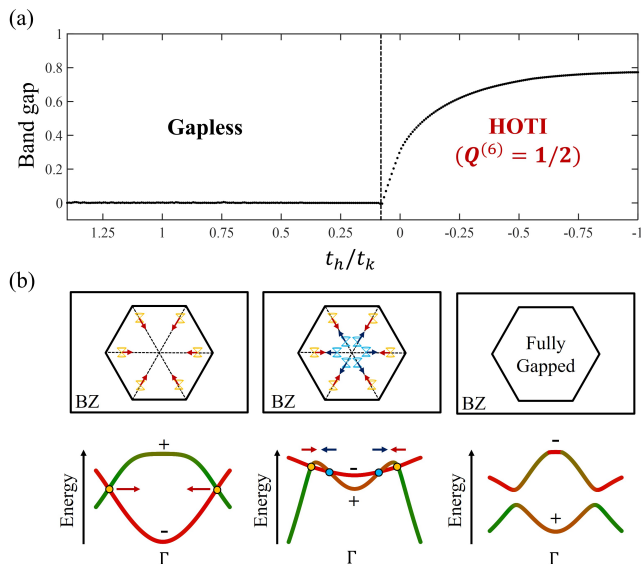 (a)
Band gap
1
0.8
0.6
0.4
0.2
0
Gapless
HOTI
(Q^{(6)} = 1/2)
1.25 1 0.75 0.5 0.25 0 -0.25 -0.5 -0.75 -1
t_h/t_k
(b)
BZ BZ BZ
Fully
Gapped
Energy + - Γ
Energy - + Γ
Energy - + Γ